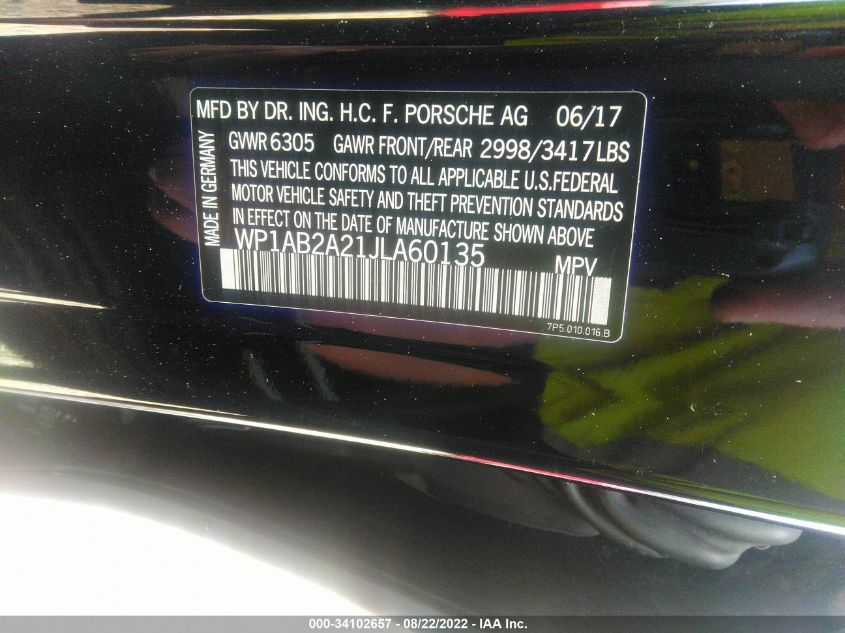 MFD BY DR. ING. H.C. F. PORSCHE AG 06/17
GVWR 6305 GAWR FRONT/REAR 2998/3417 LBS
THIS VEHICLE CONFORMS TO ALL APPLICABLE U.S. FEDERAL
MOTOR VEHICLE SAFETY AND THEFT PREVENTION STANDARDS
IN EFFECT ON THE DATE OF MANUFACTURE SHOWN ABOVE
MADE IN GERMANY
WP1AB2A21JLA60135
MPV
7P5.010.016.B
000-34102657 - 08/22/2022 - IAA Inc.